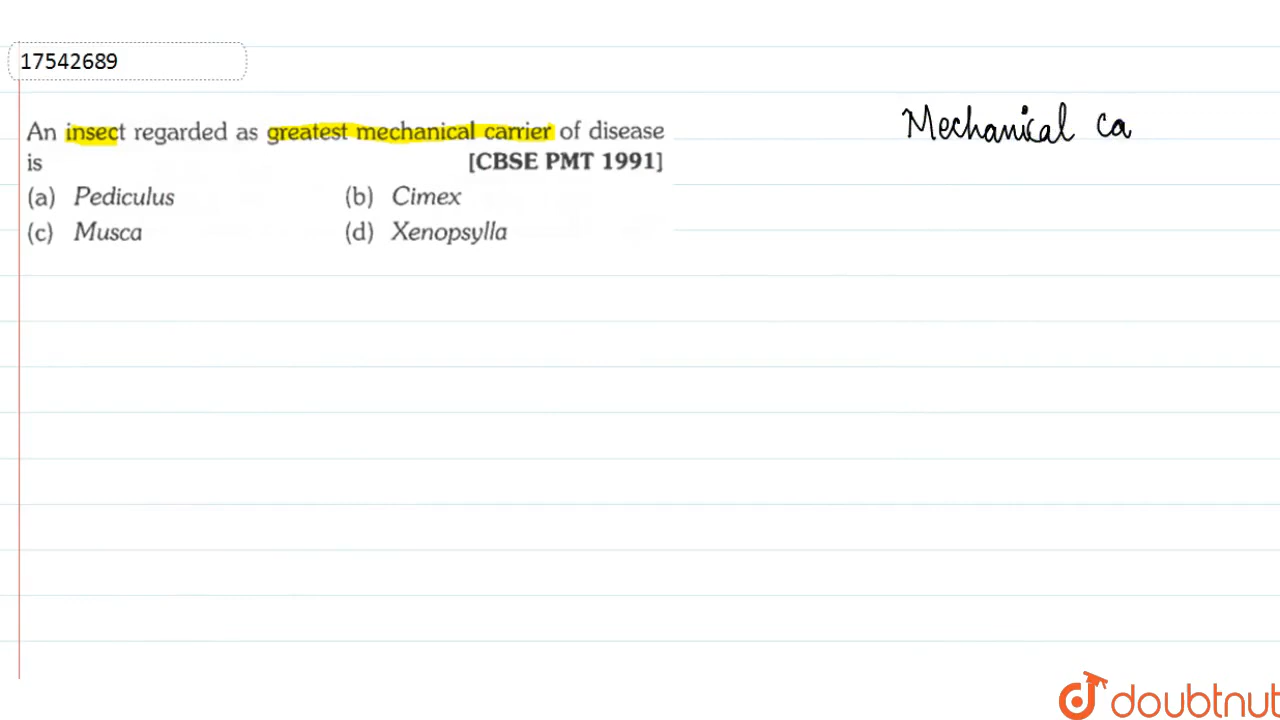 17542689
An insect regarded as greatest mechanical carrier of disease
is [CBSE PMT 1991]
(a) Pediculus (b) Cimex
(c) Musca (d) Xenopsylla
Mechanical ca
doubtnut